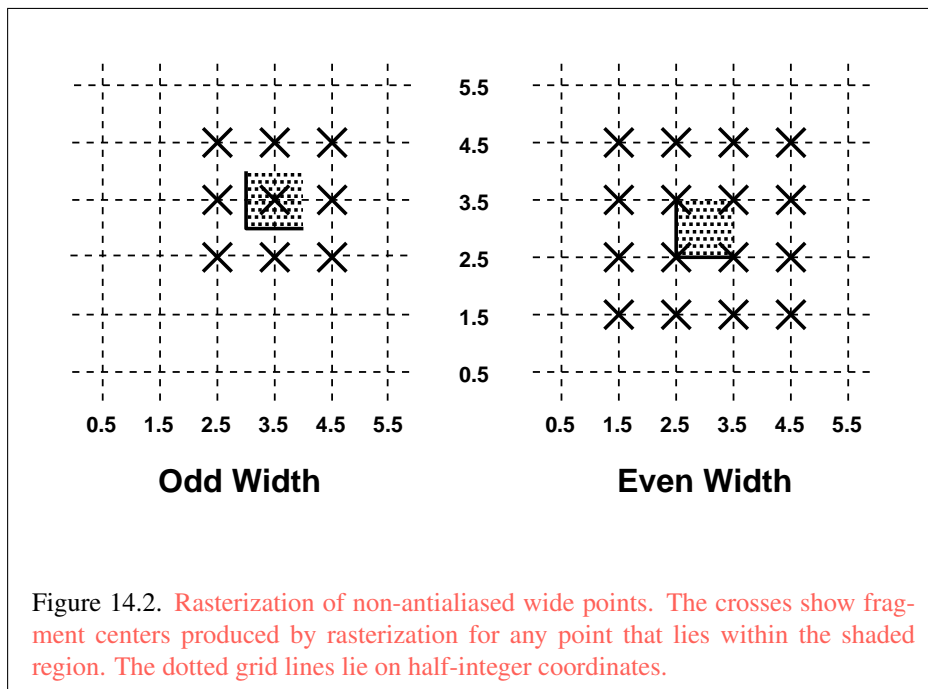 5.5
4.5
3.5
2.5
1.5
0.5
0.5 1.5 2.5 3.5 4.5 5.5
0.5 1.5 2.5 3.5 4.5 5.5
Odd Width
Even Width
Figure 14.2. Rasterization of non-antialiased wide points. The crosses show frag-
ment centers produced by rasterization for any point that lies within the shaded
region. The dotted grid lines lie on half-integer coordinates.